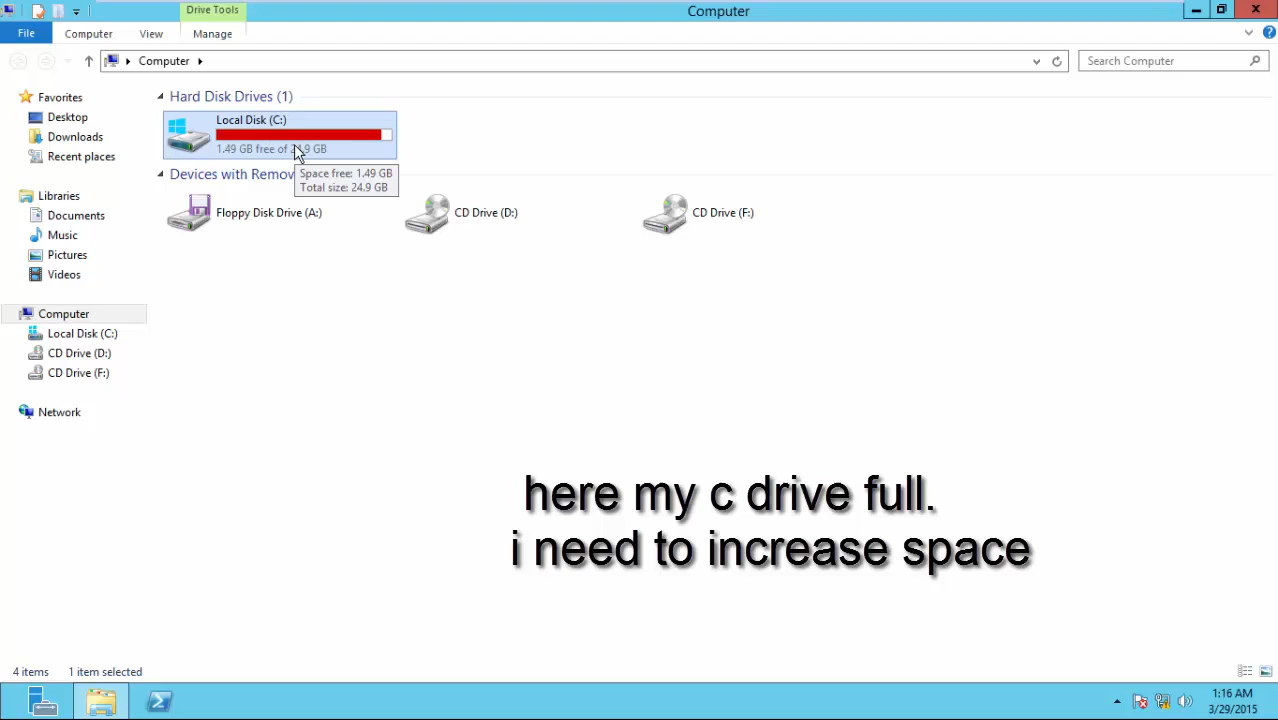 Drive Tools
Computer
File
Computer
View
Manage
Computer
Search Computer
Favorites
Desktop
Downloads
Recent places
Libraries
Documents
Music
Pictures
Videos
Computer
Local Disk (C:)
CD Drive (D:)
CD Drive (F:)
Network
Hard Disk Drives (1)
Local Disk (C:)
1.49 GB free of 24.9 GB
Space free: 1.49 GB
Total size: 24.9 GB
Devices with Remov
Floppy Disk Drive (A:)
CD Drive (D:)
CD Drive (F:)
here my c drive full.
i need to increase space
4 items
1 item selected
1:16 AM
3/29/2015